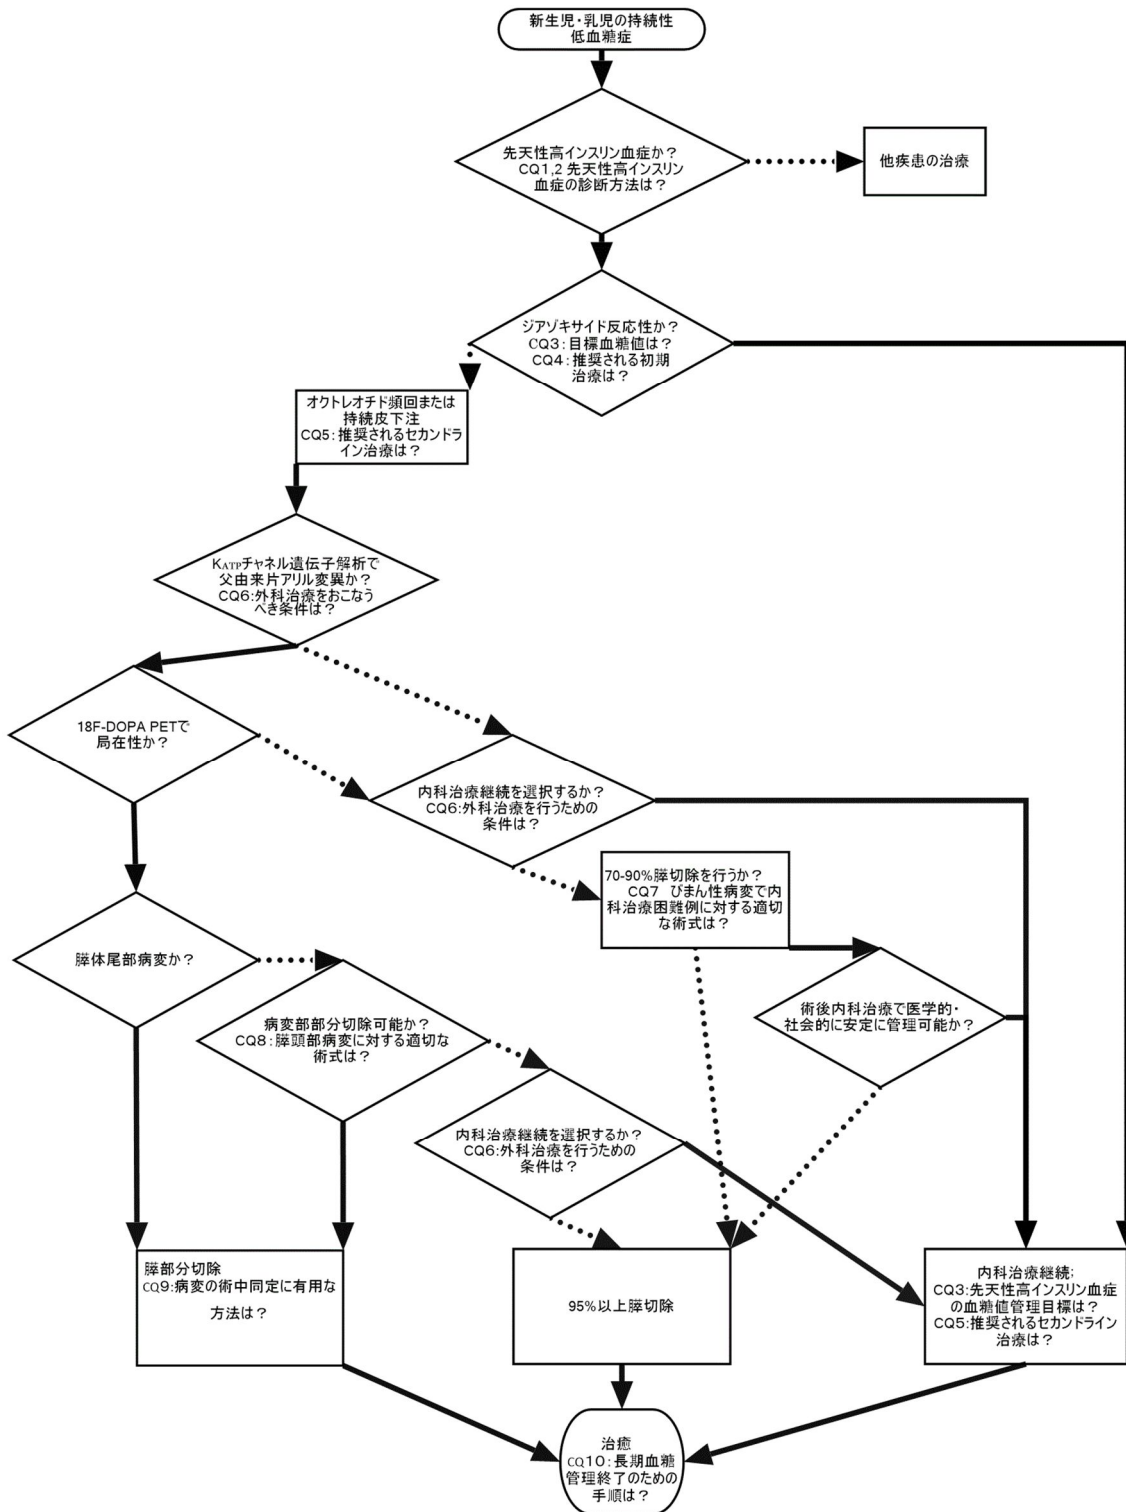 新生児・乳児の持続性
低血糖症
先天性高インスリン血症か？
CQ1,2 先天性高インスリン
血症の診断方法は？
他疾患の治療
ジアゾキサイド反応性か？
CQ3：目標血糖値は？
CQ4：推奨される初期
治療は？
オクトレオチド頻回または
持続皮下注
CQ5：推奨されるセカンドラ
イン治療は？
KATPチャネル遺伝子解析で
父由来片アリル変異か？
CQ6:外科治療をおこなう
べき条件は？
18F-DOPA PETで
局在性か？
内科治療継続を選択するか？
CQ6:外科治療を行うための
条件は？
70-90%膵切除を行うか？
CQ7 びまん性病変で内
科治療困難例に対する適切
な術式は？
膵体尾部病変か？
病変部部分切除可能か？
CQ8：膵頭部病変に対する適切な
術式は？
術後内科治療で医学的・
社会的に安定に管理可能か？
内科治療継続を選択するか？
CQ6:外科治療を行うための
条件は？
膵部分切除
CQ9:病変の術中同定に有用な
方法は？
95%以上膵切除
内科治療継続;
CQ3:先天性高インスリン血症
の血糖値管理目標は？
CQ5:推奨されるセカンドライン
治療は？
治癒
CQ10：長期血糖
管理終了のための
手順は？